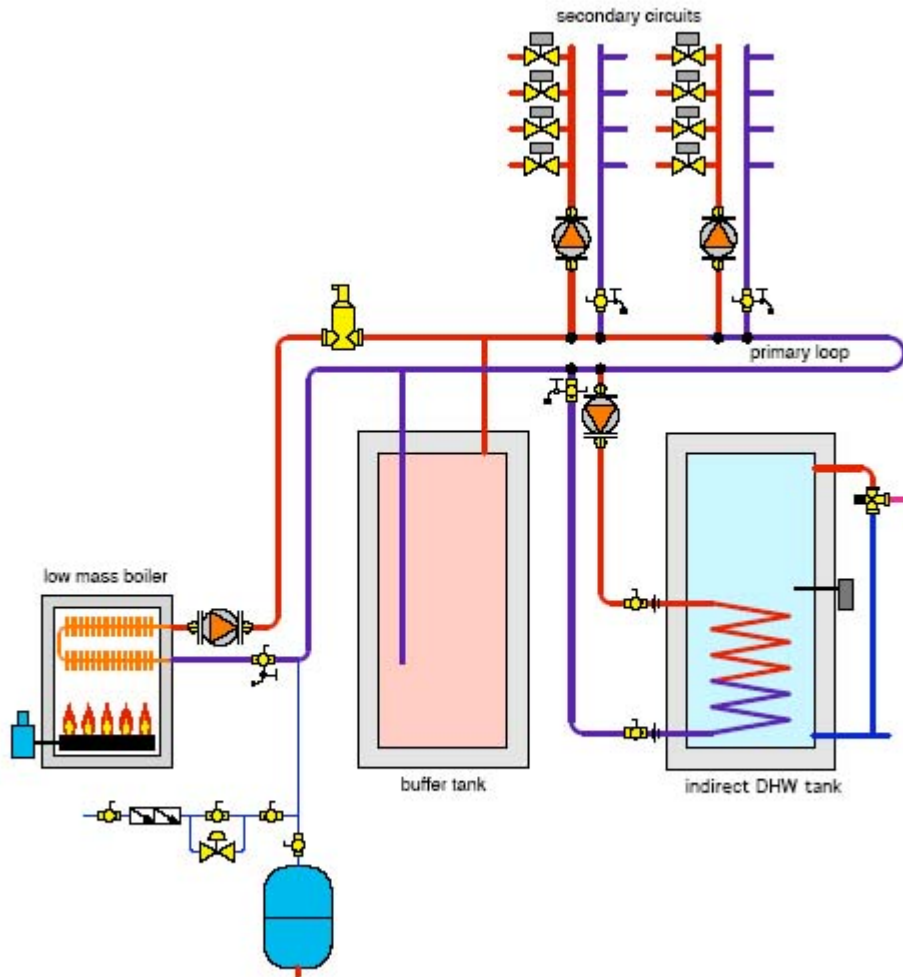 secondary circuits
primary loop
low mass boiler
buffer tank
indirect DHW tank